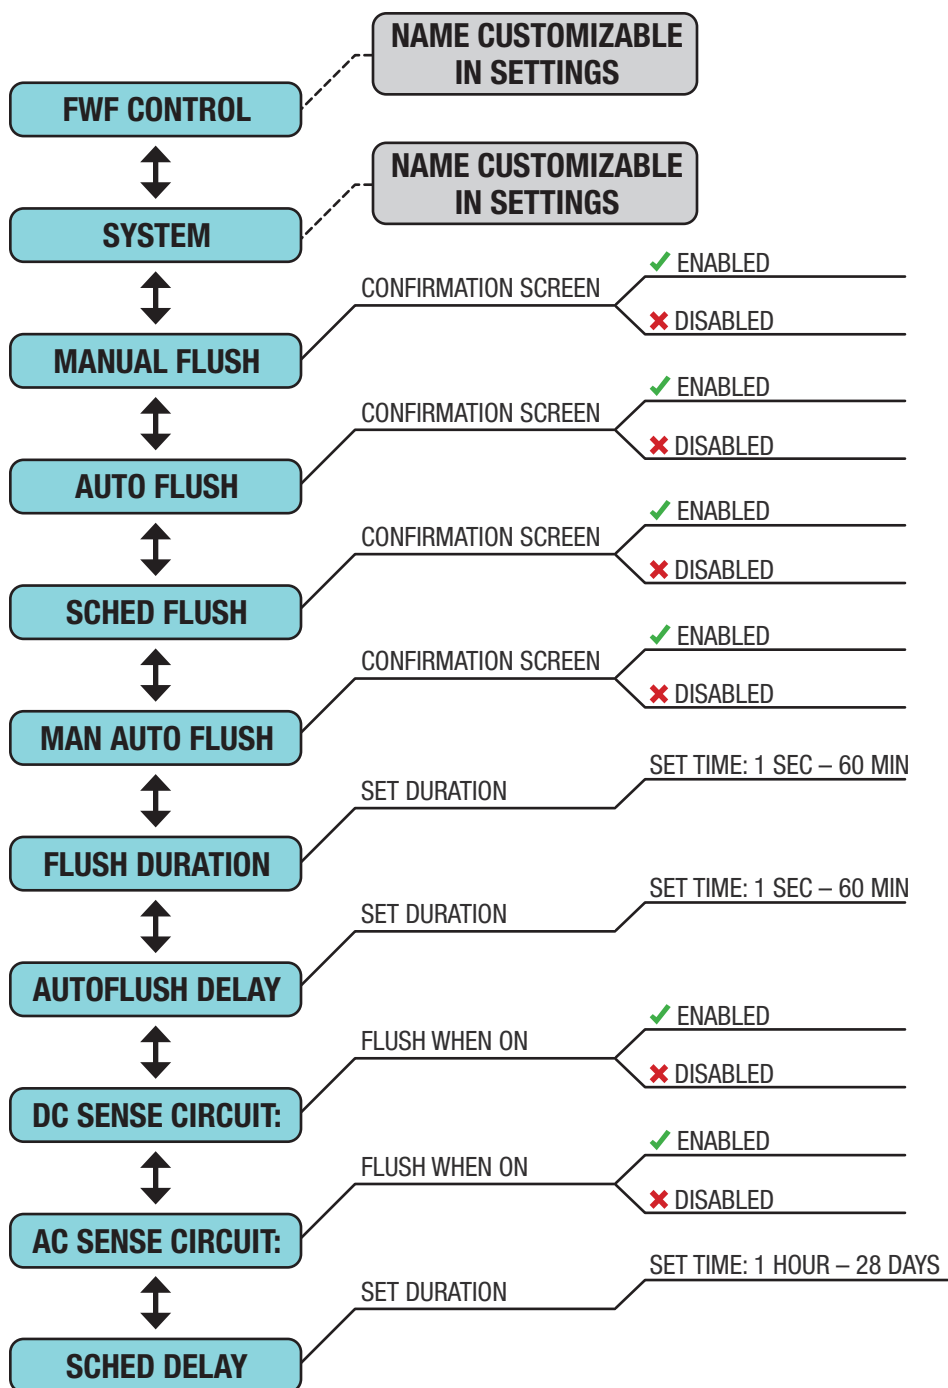 NAME CUSTOMIZABLE
IN SETTINGS
FWF CONTROL
NAME CUSTOMIZABLE
IN SETTINGS
SYSTEM
ENABLED
CONFIRMATION SCREEN
DISABLED
MANUAL FLUSH
ENABLED
CONFIRMATION SCREEN
DISABLED
AUTO FLUSH
ENABLED
CONFIRMATION SCREEN
DISABLED
SCHED FLUSH
ENABLED
CONFIRMATION SCREEN
DISABLED
MAN AUTO FLUSH
SET TIME: 1 SEC – 60 MIN
SET DURATION
FLUSH DURATION
SET TIME: 1 SEC – 60 MIN
SET DURATION
AUTOFLUSH DELAY
ENABLED
FLUSH WHEN ON
DISABLED
DC SENSE CIRCUIT:
ENABLED
FLUSH WHEN ON
DISABLED
AC SENSE CIRCUIT:
SET TIME: 1 HOUR – 28 DAYS
SET DURATION
SCHED DELAY